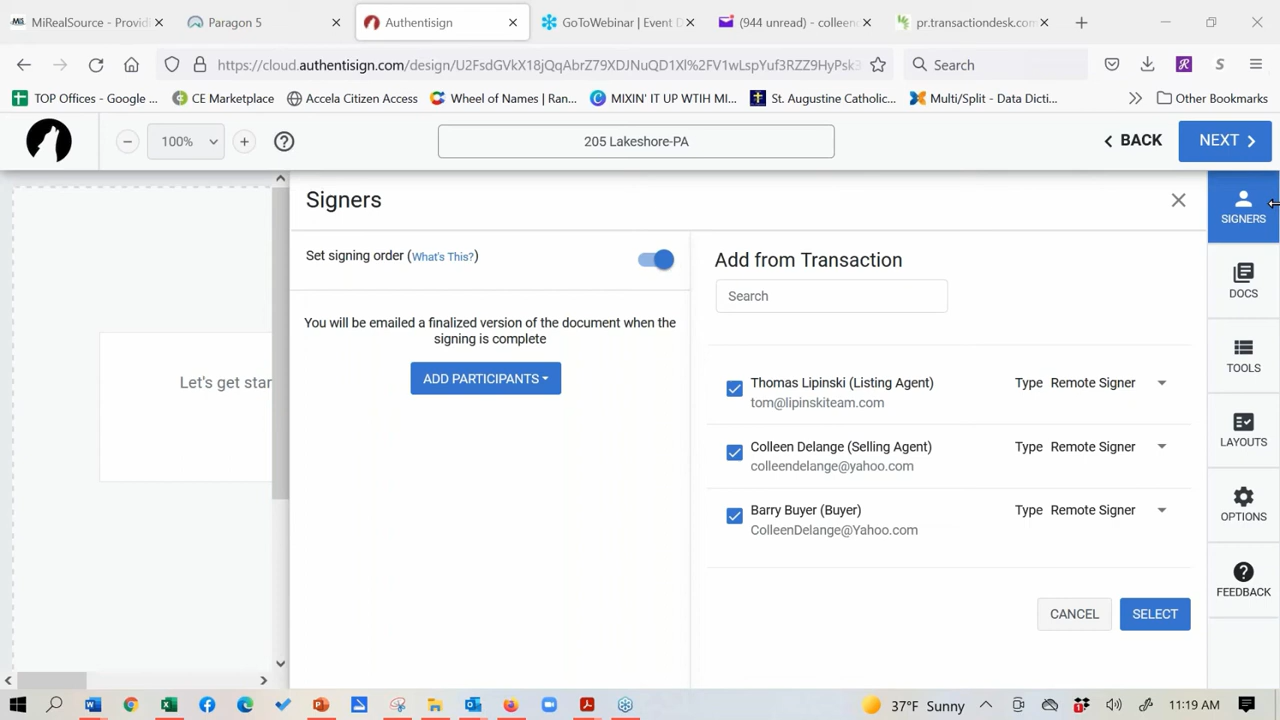 MiRealSource - Providi
Paragon 5
Authentisign
GoToWebinar | Event D
(944 unread) - colleen
pr.transactiondesk.com
https://cloud.authentisign.com/design/U2FsdGVkX18jQqAbrZ79XDJNuQD1Xl%2FV1wLspYuf3RZZ9HyPsk
Search
TOP Offices - Google ...
CE Marketplace
Accela Citizen Access
Wheel of Names | Ran...
MIXIN' IT UP WTIH MI...
St. Augustine Catholic...
Multi/Split - Data Dicti...
Other Bookmarks
100%
205 Lakeshore-PA
BACK
NEXT
Signers
SIGNERS
Set signing order (What's This?)
Add from Transaction
Search
DOCS
You will be emailed a finalized version of the document when the
signing is complete
ADD PARTICIPANTS
Let's get star
Thomas Lipinski (Listing Agent)
tom@lipinskiteam.com
Type Remote Signer
TOOLS
Colleen Delange (Selling Agent)
colleendelange@yahoo.com
Type Remote Signer
LAYOUTS
Barry Buyer (Buyer)
ColleenDelange@Yahoo.com
Type Remote Signer
OPTIONS
FEEDBACK
CANCEL
SELECT
37°F Sunny
11:19 AM